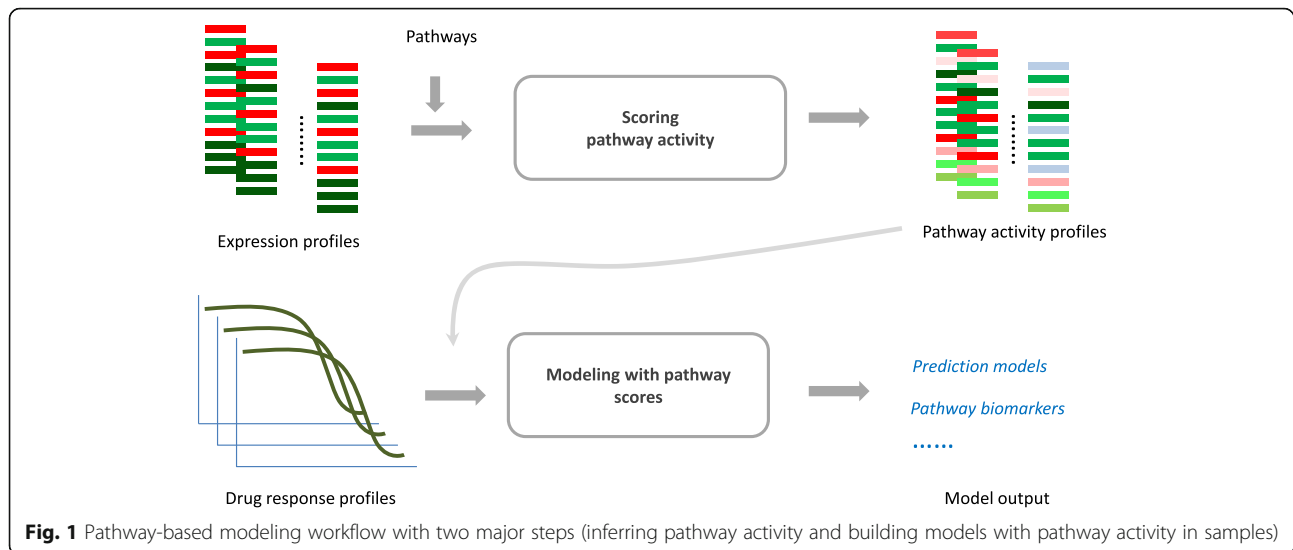 Pathways
Scoring
pathway activity
Expression profiles
Pathway activity profiles
Modeling with pathway
scores
Prediction models
Pathway biomarkers
......
Drug response profiles
Model output
Fig. 1 Pathway-based modeling workflow with two major steps (inferring pathway activity and building models with pathway activity in samples)